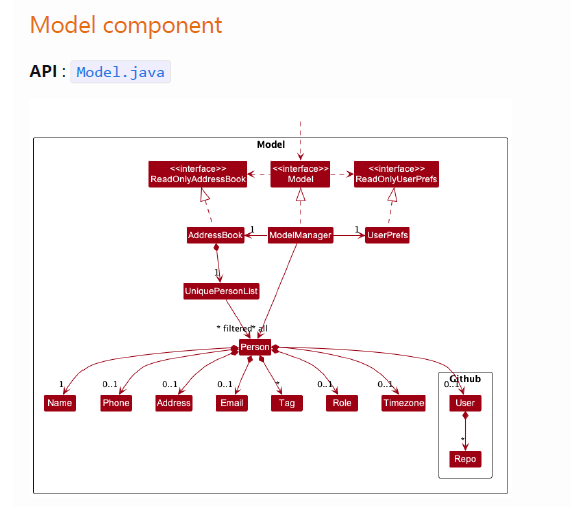 Model component
API : Model.java
Model
<<interface>>
ReadOnlyAddressBook
<<interface>>
Model
<<interface>>
ReadOnlyUserPrefs
AddressBook
1
ModelManager
1
UserPrefs
1
UniquePersonList
* filtered
* all
Person
1
0..1
0..1
0..1
*
0..1
0..1
0..1
Github
Name
Phone
Address
Email
Tag
Role
Timezone
User
*
Repo